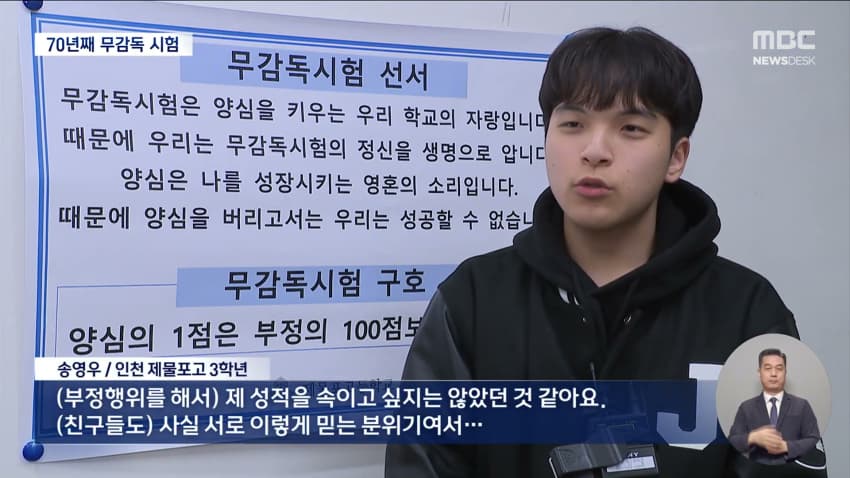 70년째 무감독 시험
MBC
NEWSDESK
무감독시험 선서
무감독시험은 양심을 키우는 우리 학교의 자랑입니다
때문에 우리는 무감독시험의 정신을 생명으로 압니다
양심은 나를 성장시키는 영혼의 소리입니다.
때문에 양심을 버리고서는 우리는 성공할 수 없습니
무감독시험 구호
양심의 1점은 부정의 100점보
송영우 / 인천 제물포고 3학년
(부정행위를 해서) 제 성적을 속이고 싶지는 않았던 것 같아요.
(친구들도) 사실 서로 이렇게 믿는 분위기여서…
J